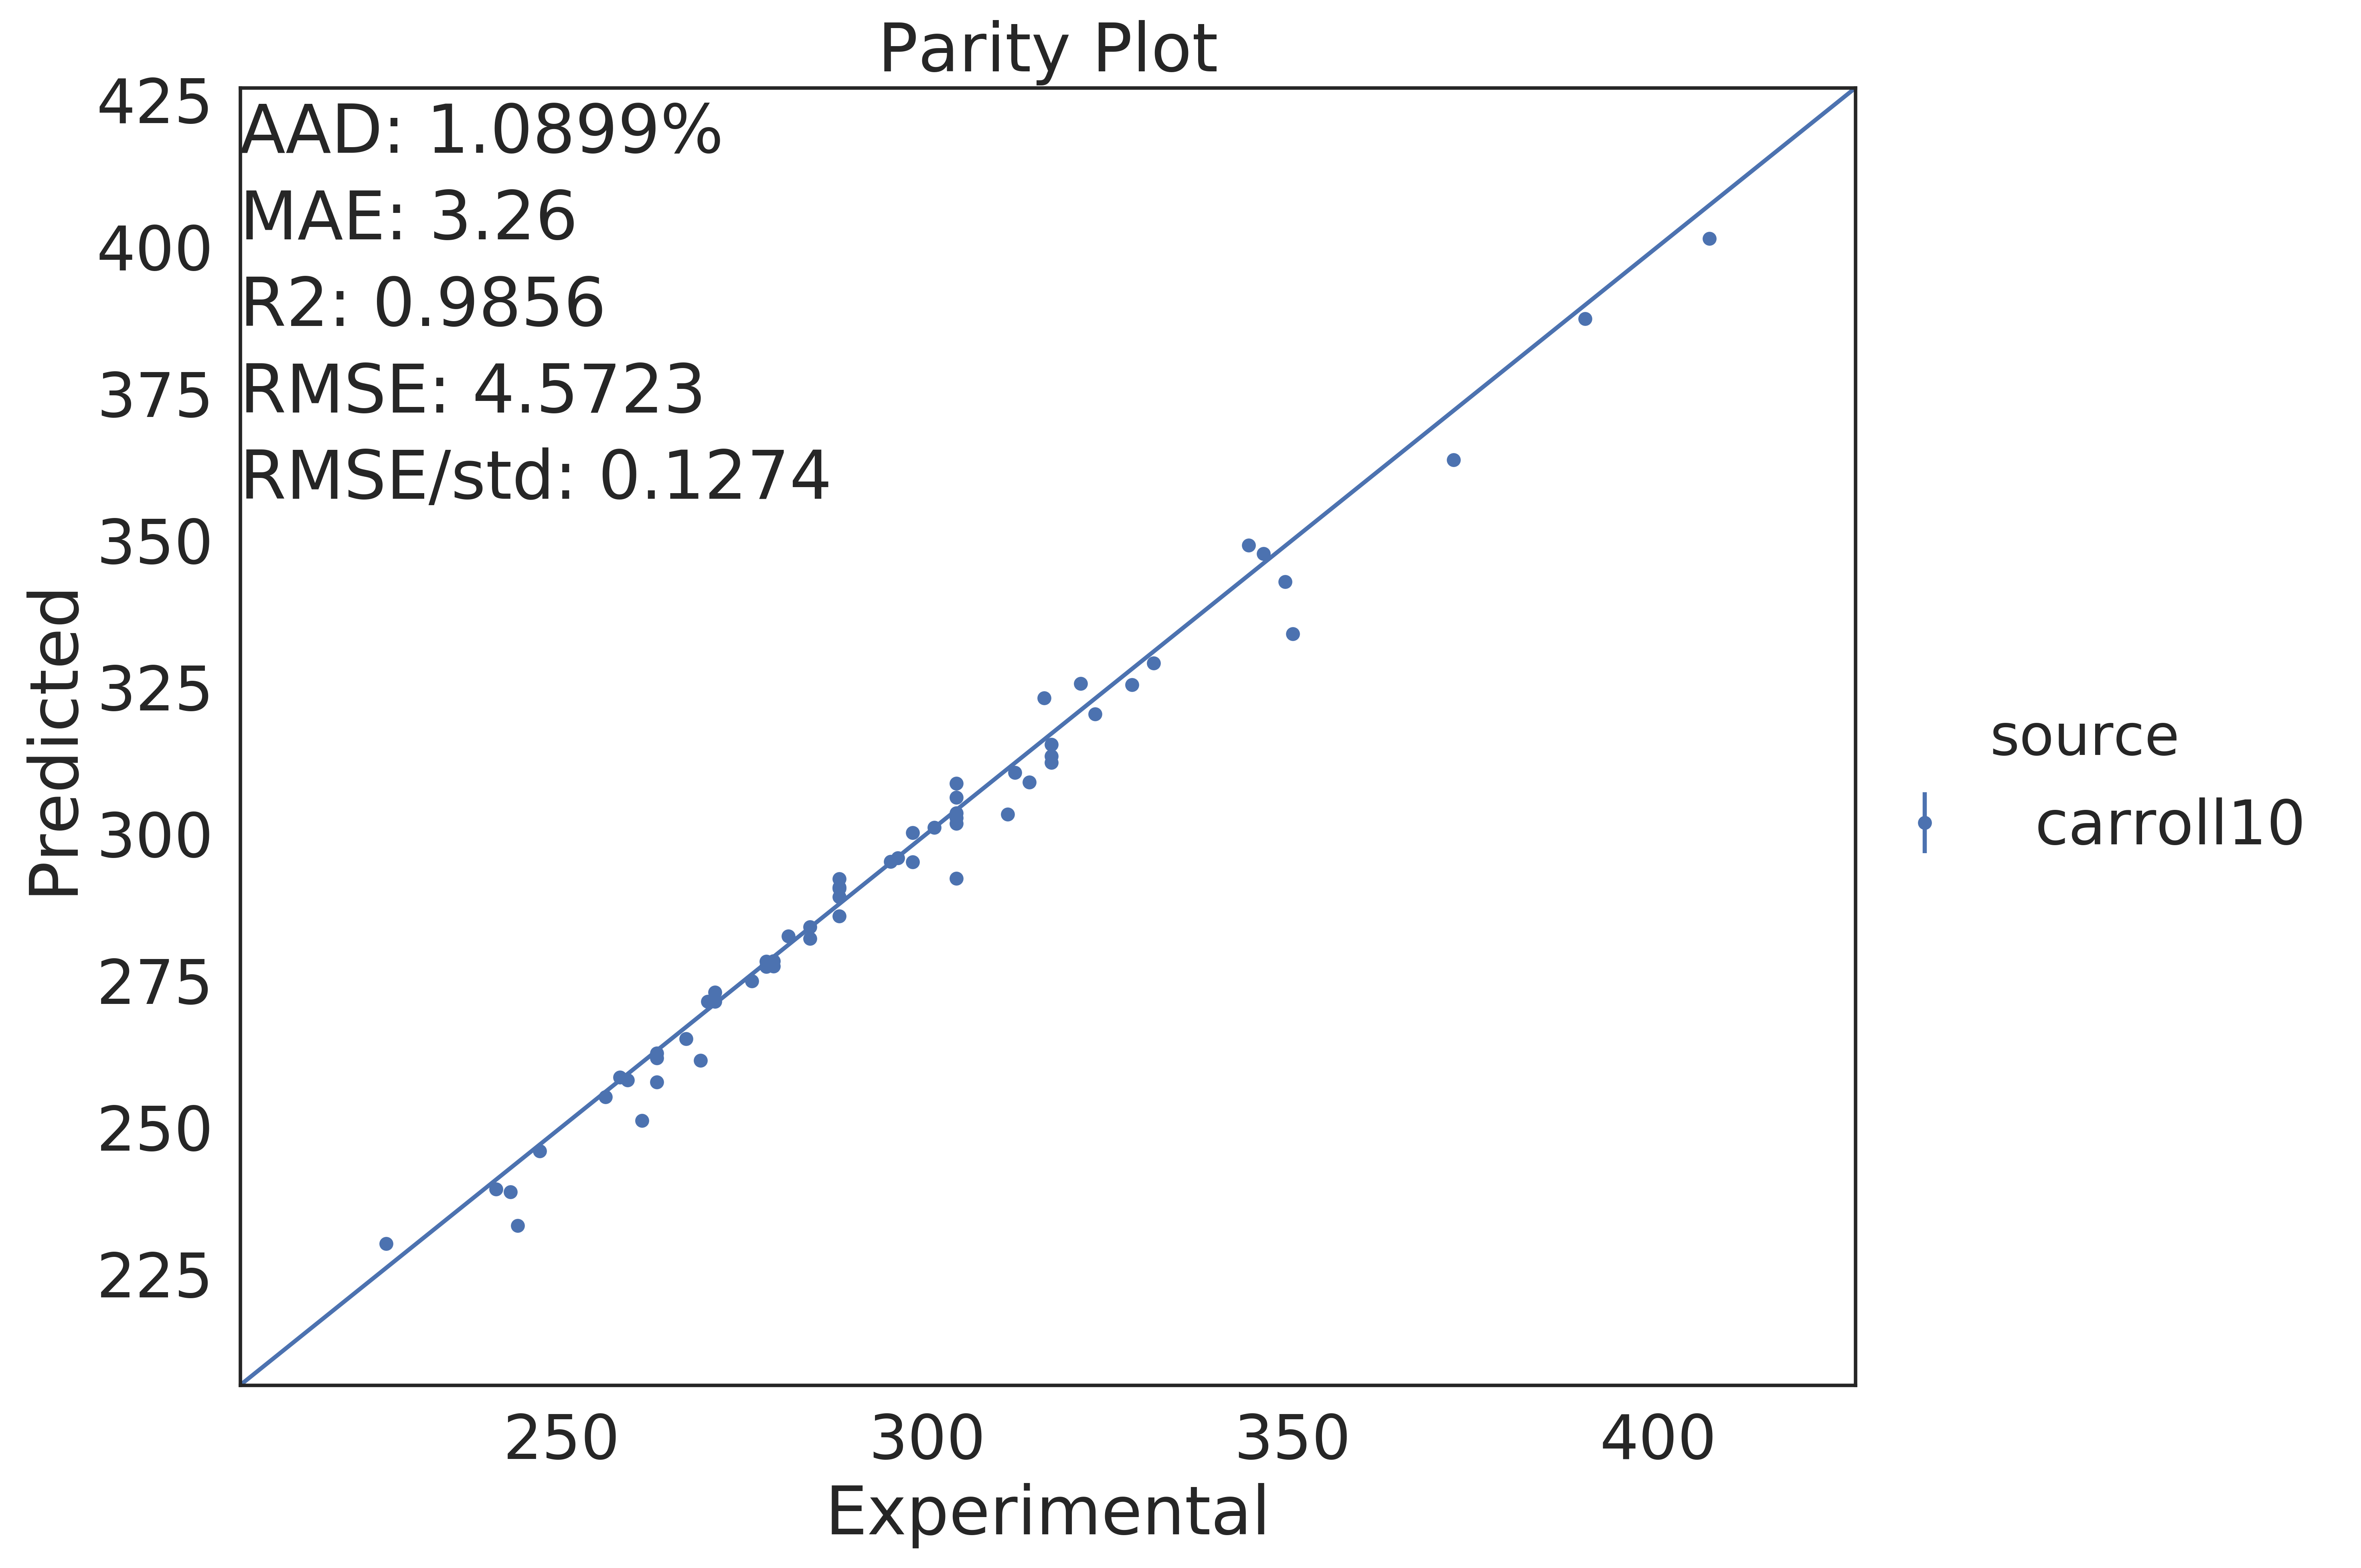 Parity Plot
AAD: 1.0899%
MAE: 3.26
R2: 0.9856
RMSE: 4.5723
RMSE/std: 0.1274
425
400
375
350
325
300
275
250
225
Predicted
250 300 350 400
Experimental
source
carroll10